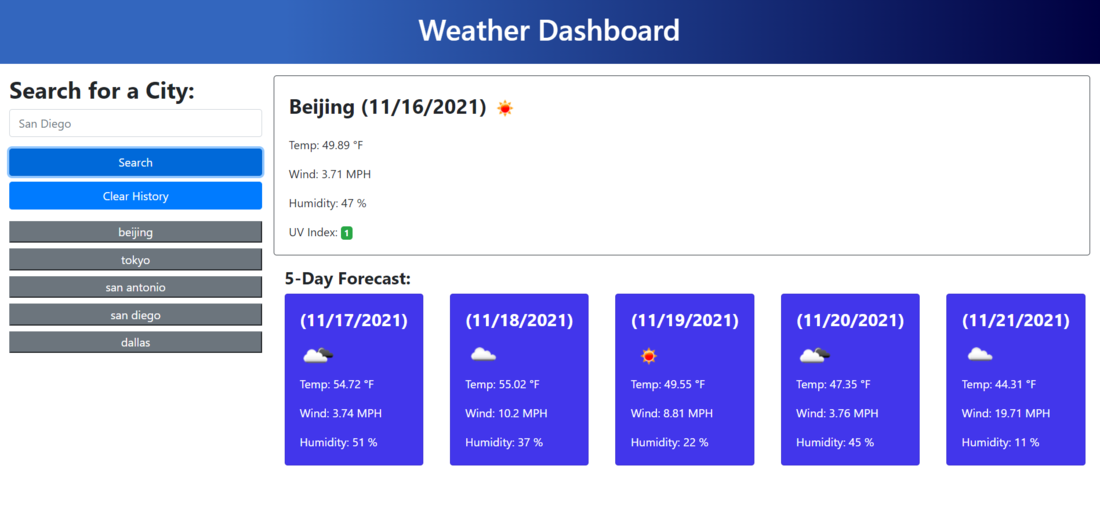 Weather Dashboard
Search for a City:
San Diego
Search
Clear History
beijing
tokyo
san antonio
san diego
dallas
Beijing (11/16/2021)
Temp: 49.89 °F
Wind: 3.71 MPH
Humidity: 47 %
UV Index: 1
5-Day Forecast:
(11/17/2021)
Temp: 54.72 °F
Wind: 3.74 MPH
Humidity: 51 %
(11/18/2021)
Temp: 55.02 °F
Wind: 10.2 MPH
Humidity: 37 %
(11/19/2021)
Temp: 49.55 °F
Wind: 8.81 MPH
Humidity: 22 %
(11/20/2021)
Temp: 47.35 °F
Wind: 3.76 MPH
Humidity: 45 %
(11/21/2021)
Temp: 44.31 °F
Wind: 19.71 MPH
Humidity: 11 %